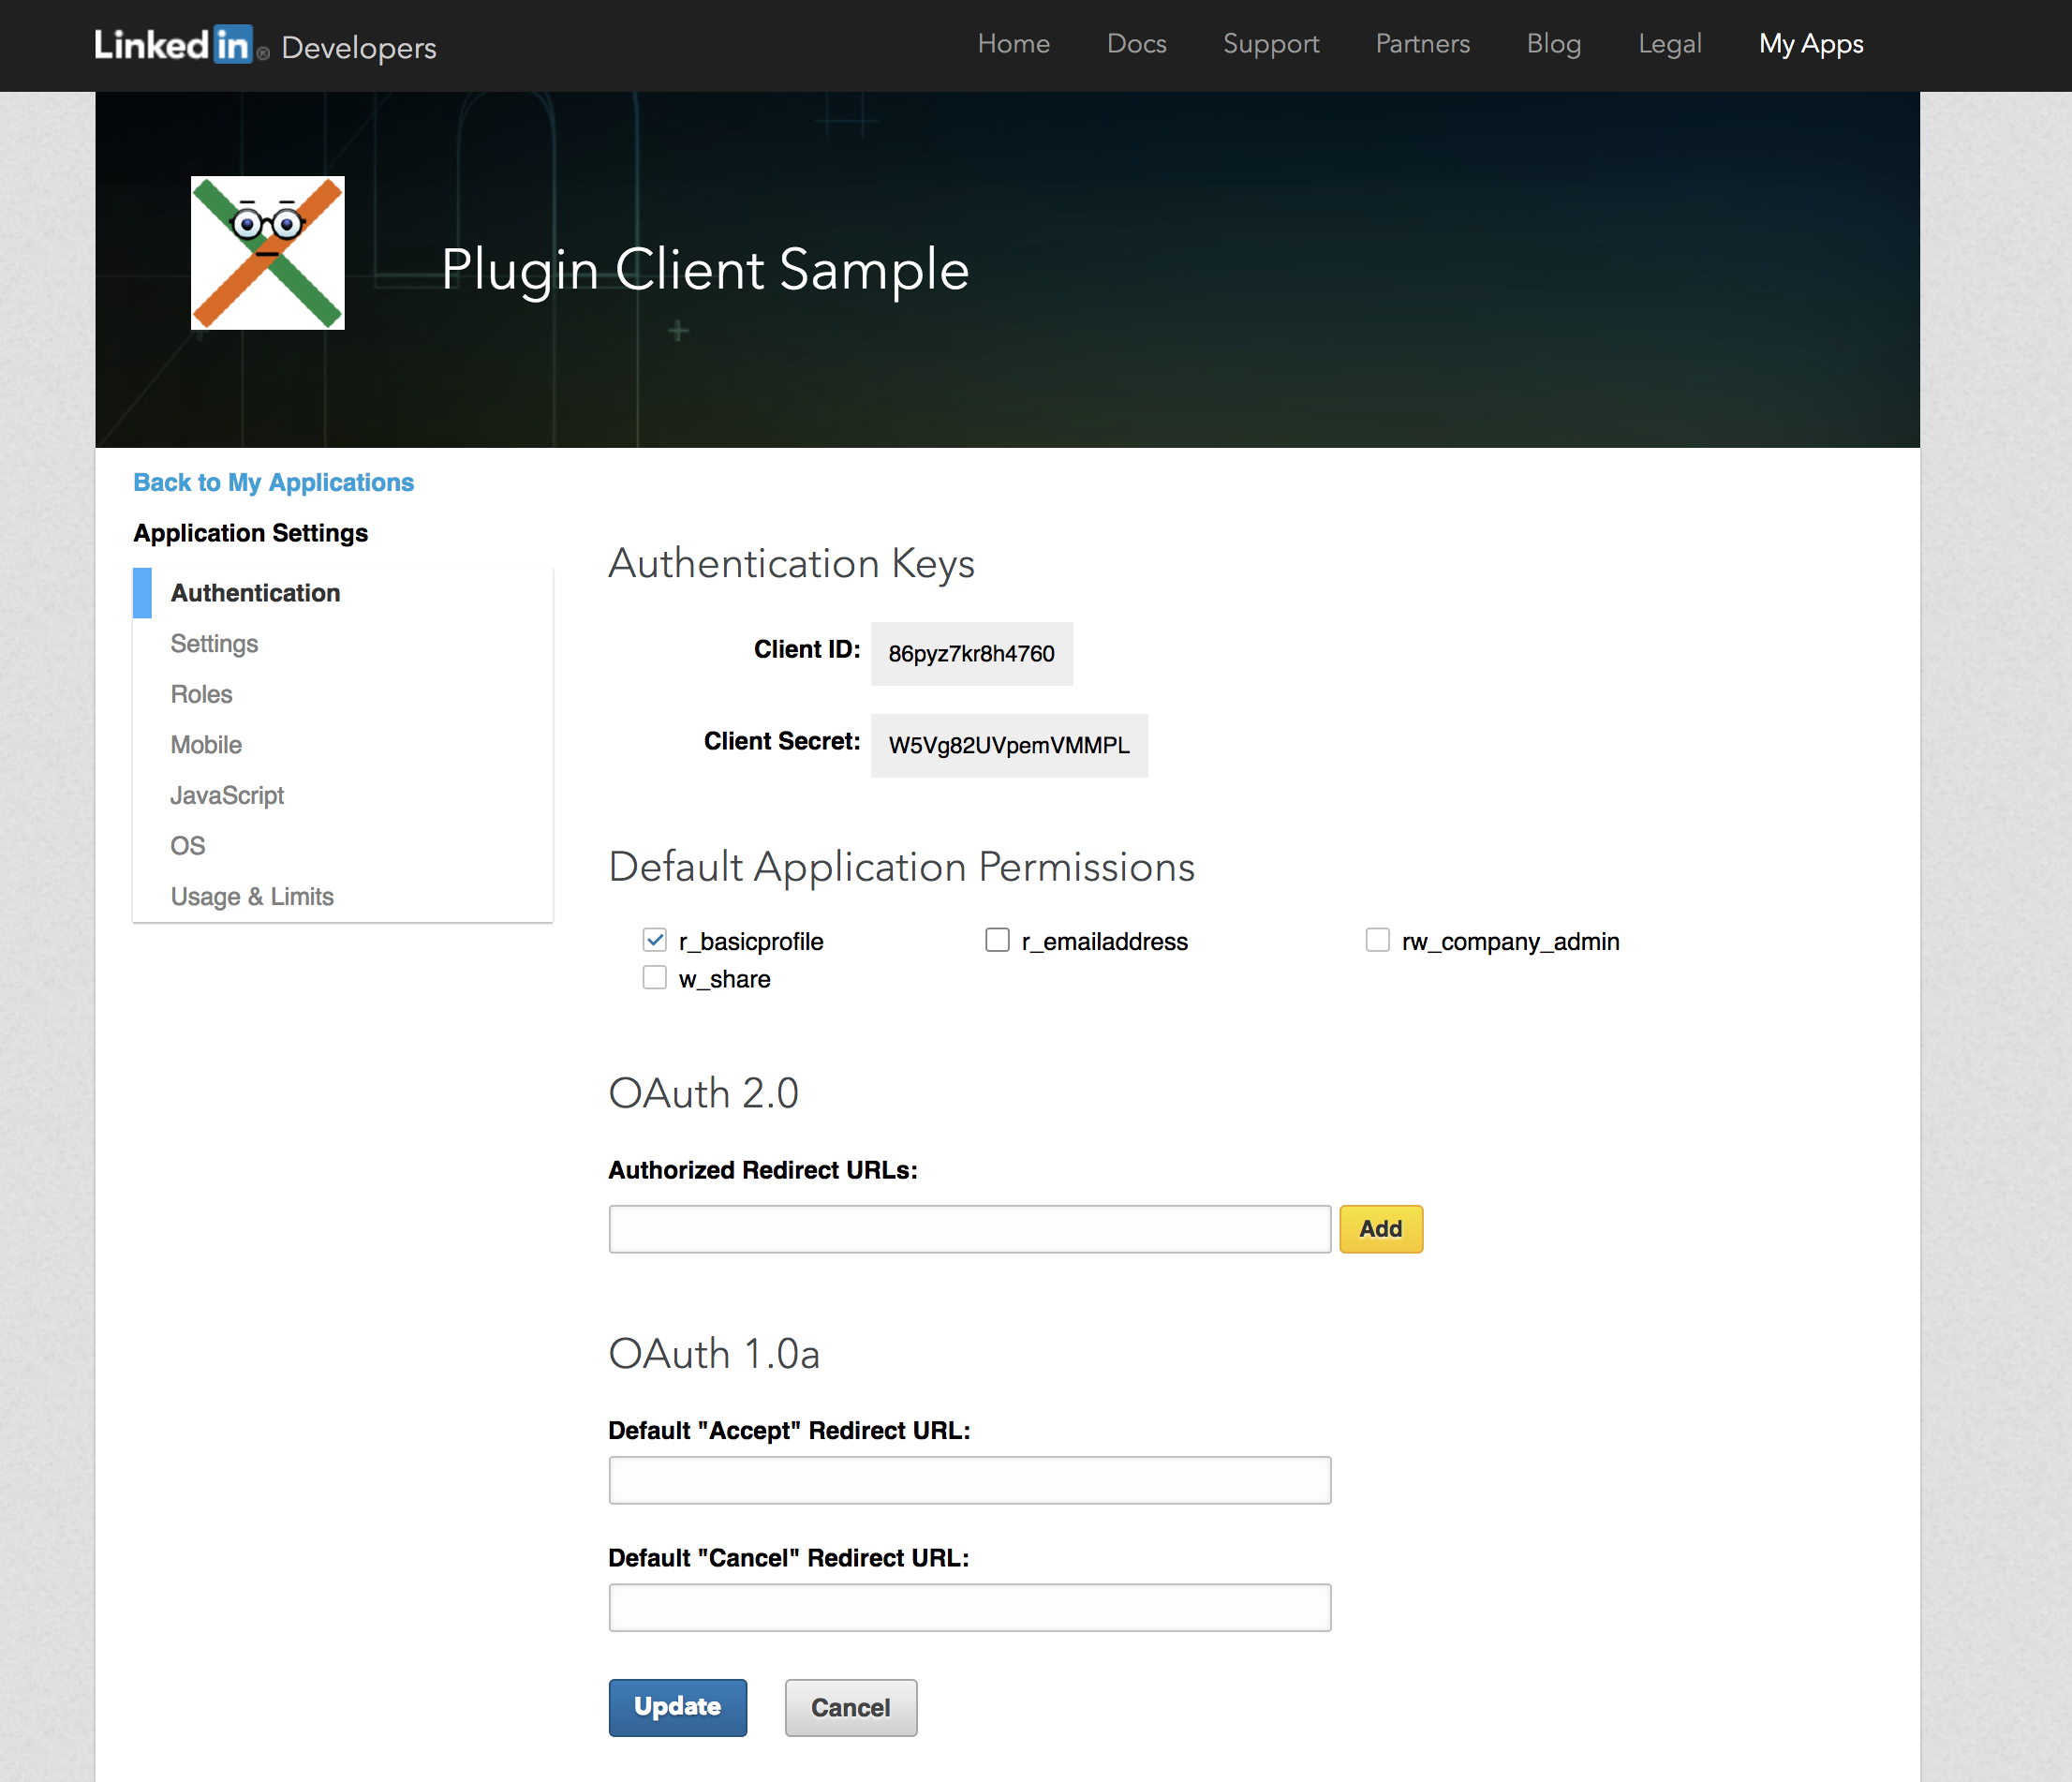 Linked in ® Developers
Home Docs Support Partners Blog Legal My Apps
Plugin Client Sample
Back to My Applications
Application Settings
Authentication
Settings
Roles
Mobile
JavaScript
OS
Usage & Limits
Authentication Keys
Client ID: 86pyz7kr8h4760
Client Secret: W5Vg82UVpemVMMPL
Default Application Permissions
r_basicprofile r_emailaddress rw_company_admin
w_share
OAuth 2.0
Authorized Redirect URLs:
Add
OAuth 1.0a
Default "Accept" Redirect URL:
Default "Cancel" Redirect URL:
Update Cancel